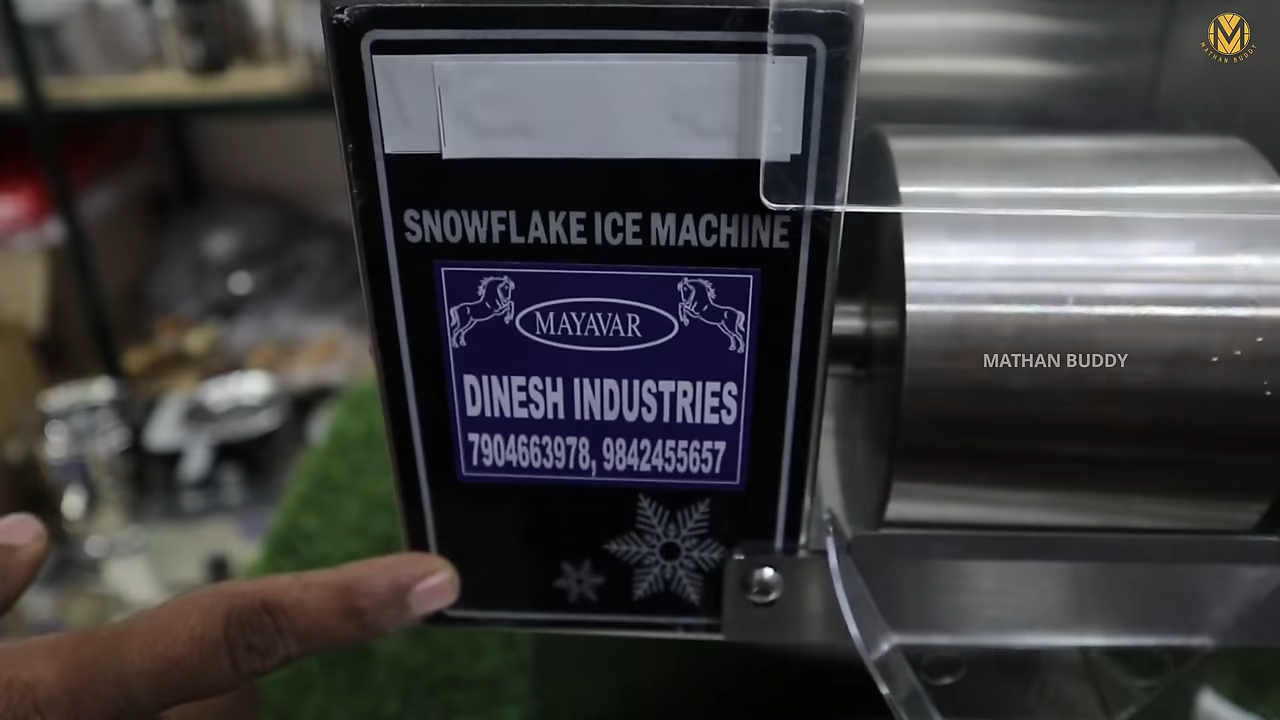 SNOWFLAKE ICE MACHINE
MAYAVAR
DINESH INDUSTRIES
7904663978, 9842455657
MATHAN BUDDY
MATHAN BUDDY